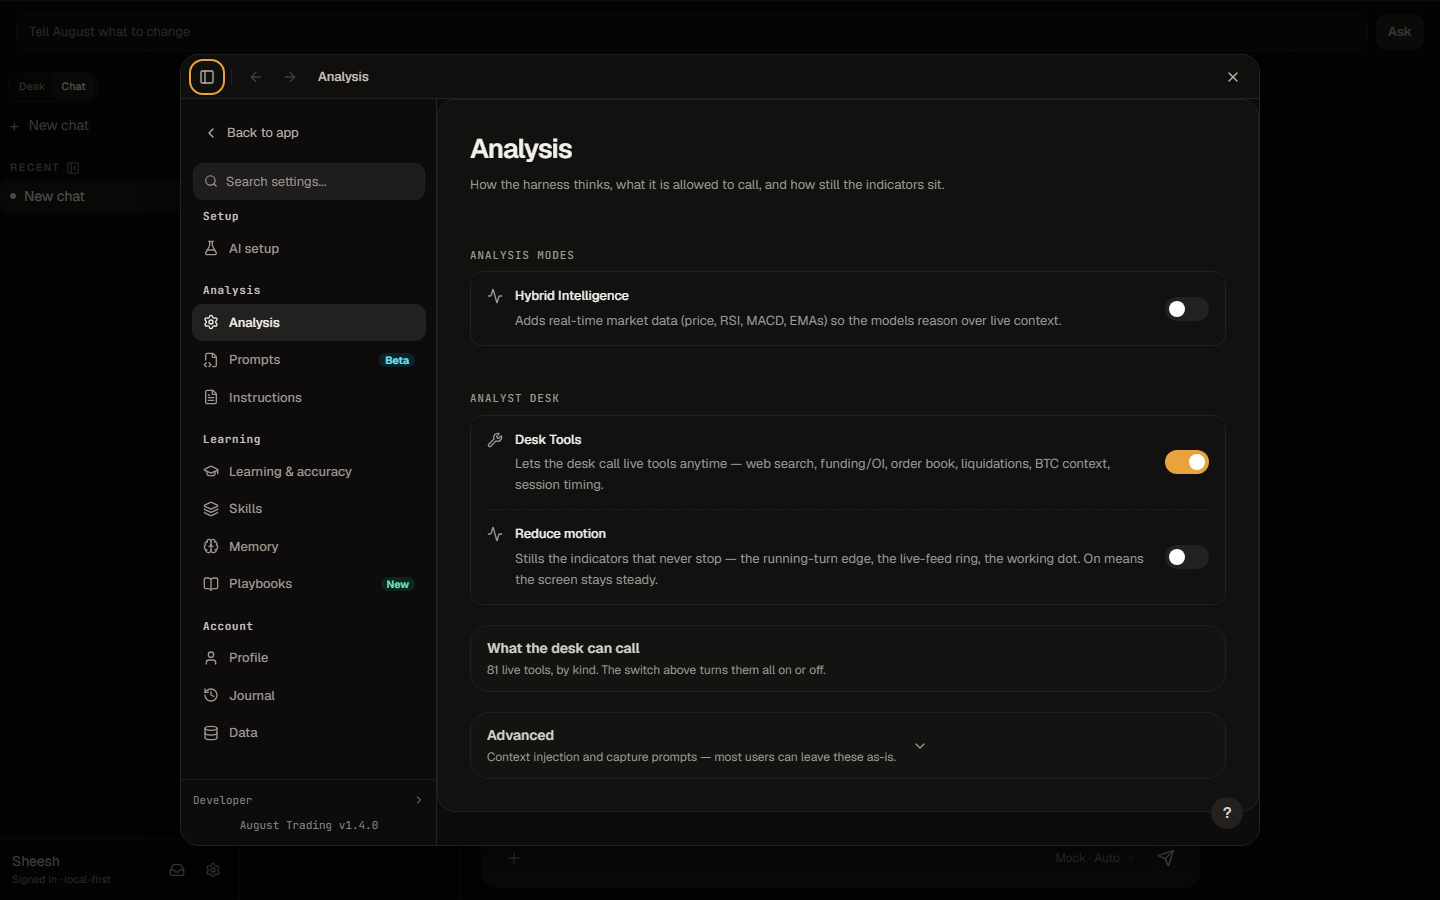 Tell August what to change
Ask
Desk
Chat
+ New chat
RECENT
New chat
Analysis
Back to app
Search settings...
Setup
AI setup
Analysis
Analysis
Prompts
Beta
Instructions
Learning
Learning & accuracy
Skills
Memory
Playbooks
New
Account
Profile
Journal
Data
Developer
August Trading v1.4.0
Analysis
How the harness thinks, what it is allowed to call, and how still the indicators sit.
ANALYSIS MODES
Hybrid Intelligence
Adds real-time market data (price, RSI, MACD, EMAs) so the models reason over live context.
ANALYST DESK
Desk Tools
Lets the desk call live tools anytime — web search, funding/OI, order book, liquidations, BTC context,
session timing.
Reduce motion
Stills the indicators that never stop — the running-turn edge, the live-feed ring, the working dot. On means
the screen stays steady.
What the desk can call
81 live tools, by kind. The switch above turns them all on or off.
Advanced
Context injection and capture prompts — most users can leave these as-is.
?
Sheesh
Signed in · local-first
Mock · Auto